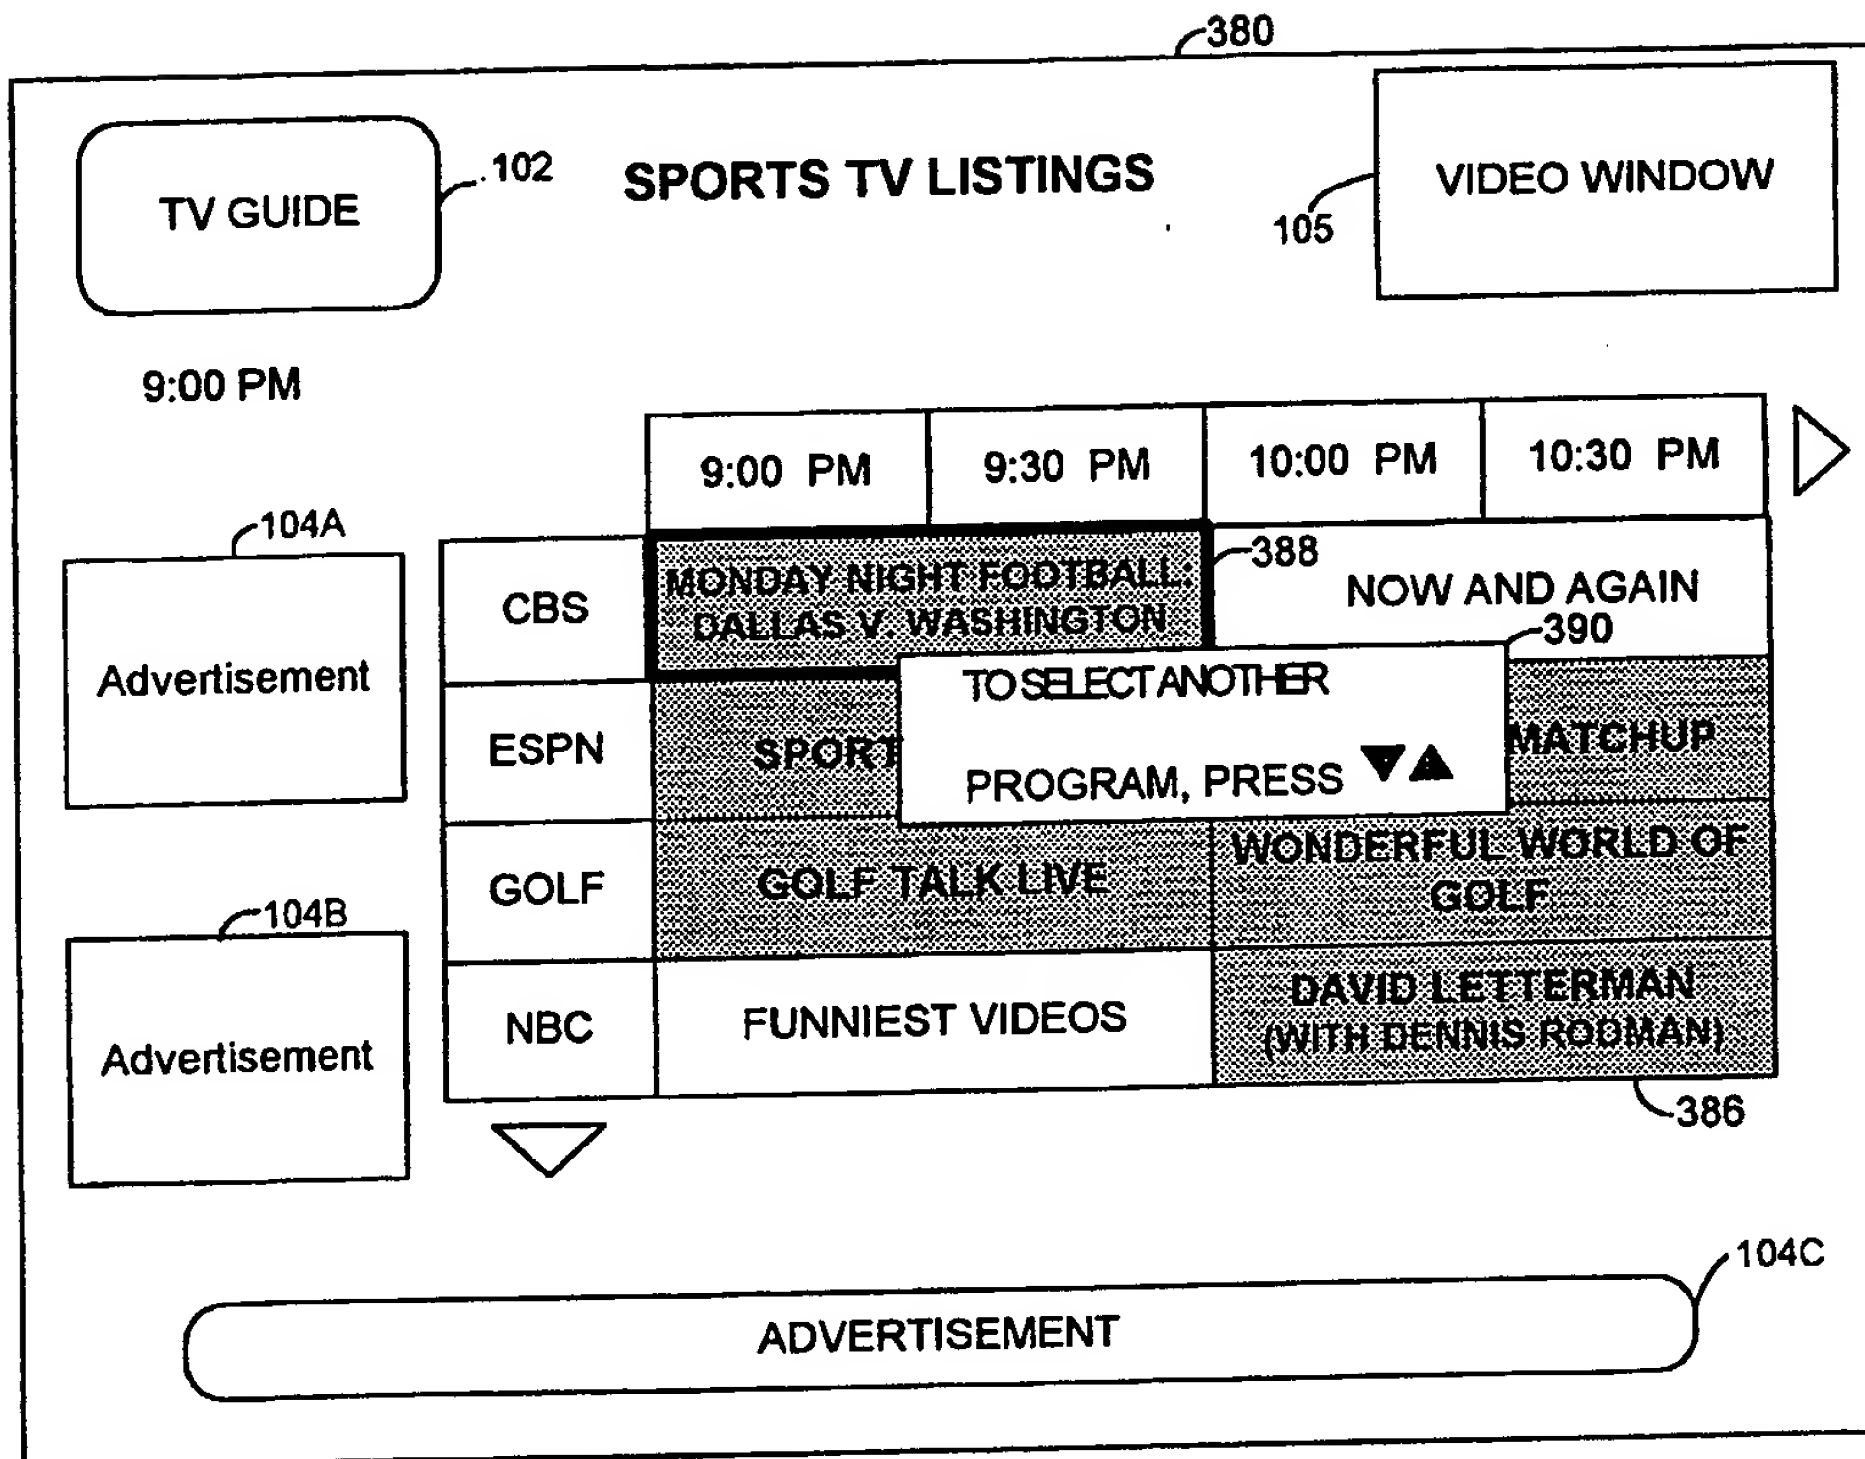 380
TV GUIDE
102
SPORTS TV LISTINGS
105
VIDEO WINDOW
9:00 PM
9:00 PM
9:30 PM
10:00 PM
10:30 PM
104A
Advertisement
CBS
MONDAY NIGHT FOOTBALL:
DALLAS V. WASHINGTON
388
NOW AND AGAIN
390
TO SELECT ANOTHER
PROGRAM, PRESS ▼▲
ESPN
SPORT
MATCHUP
GOLF
GOLF TALK LIVE
WONDERFUL WORLD OF
GOLF
104B
Advertisement
NBC
FUNNIEST VIDEOS
DAVID LETTERMAN
(WITH DENNIS RODMAN)
386
104C
ADVERTISEMENT